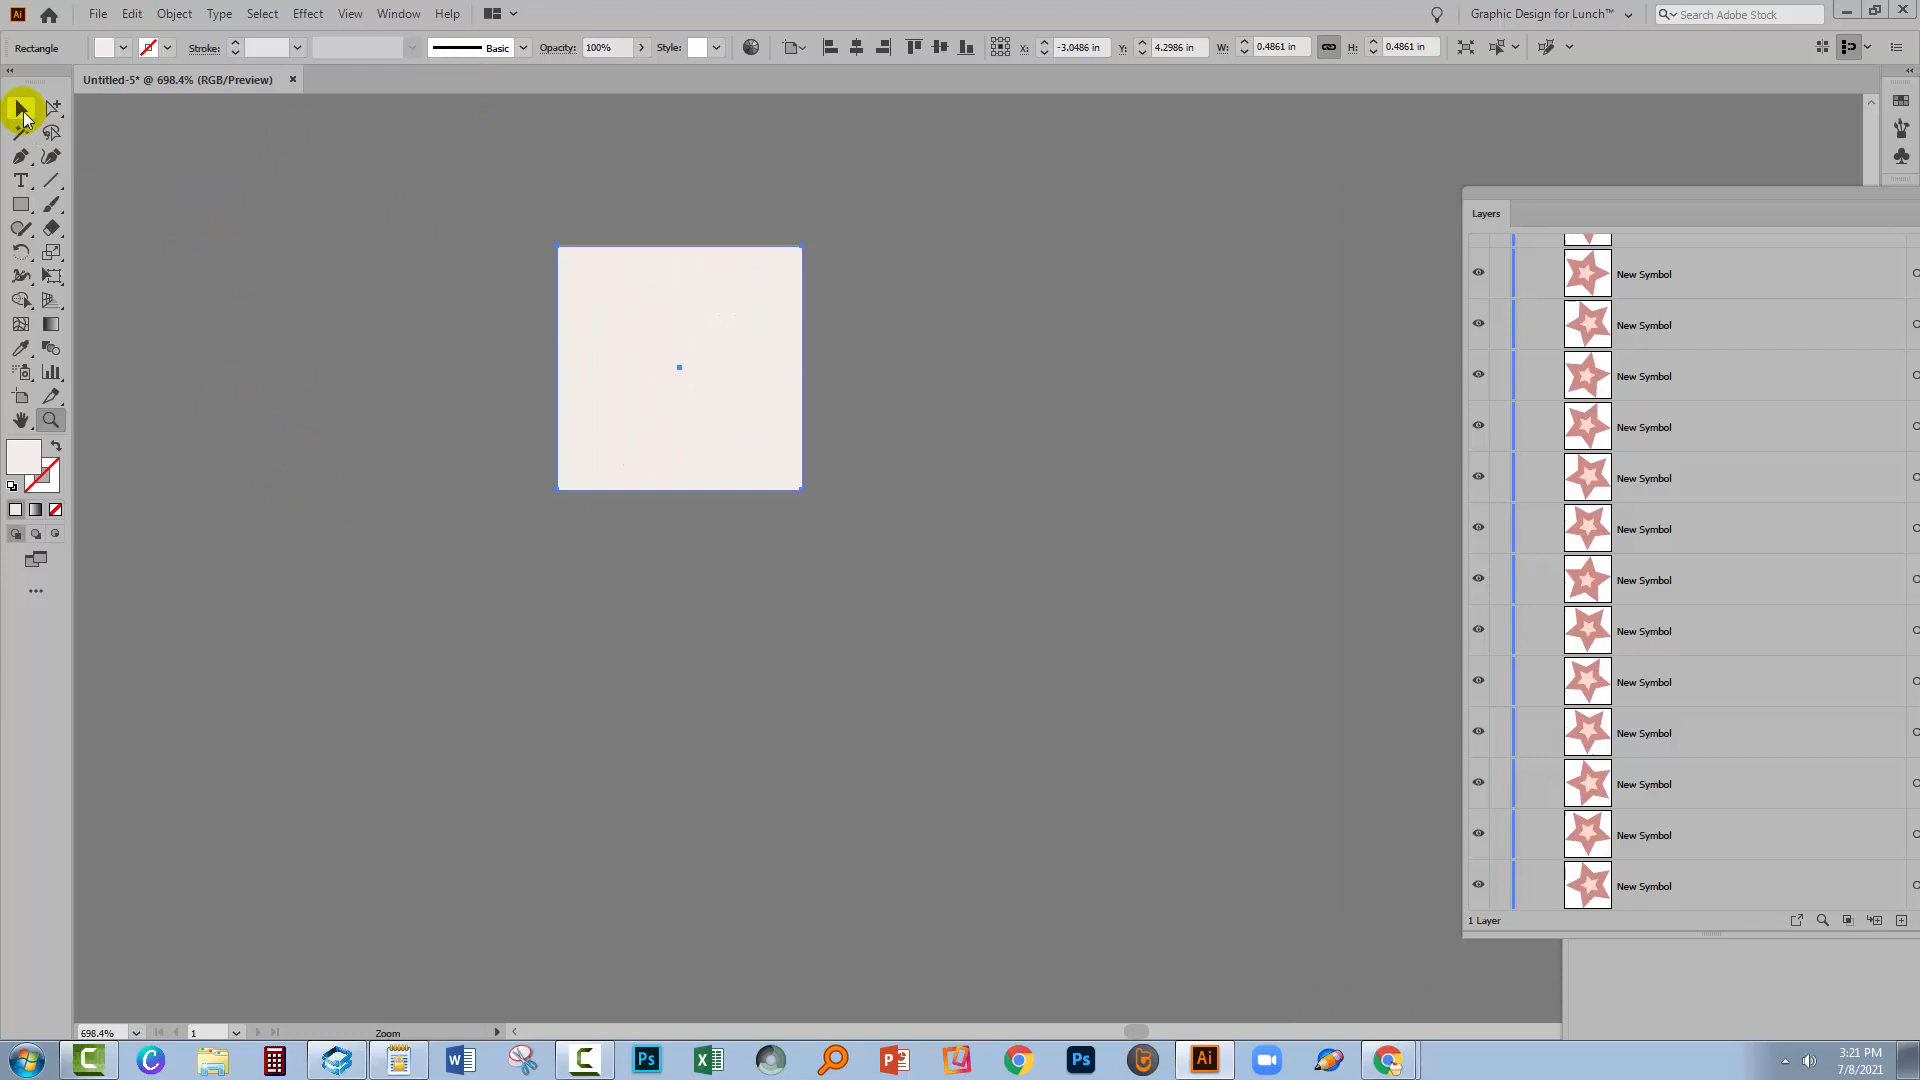 File Edit Object Type Select Effect View Window Help Graphic Design for Lunch™ Search Adobe Stock
Rectangle Stroke: Basic Opacity: 100% Style: X: -3.0486 in Y: 4.2986 in W: 0.4861 in H: 0.4861 in
Untitled-5* @ 698.4% (RGB/Preview)
Layers
New Symbol
New Symbol
New Symbol
New Symbol
New Symbol
New Symbol
New Symbol
New Symbol
New Symbol
New Symbol
New Symbol
New Symbol
New Symbol
1 Layer
698.4% 1 Zoom
3:21 PM
7/8/2021